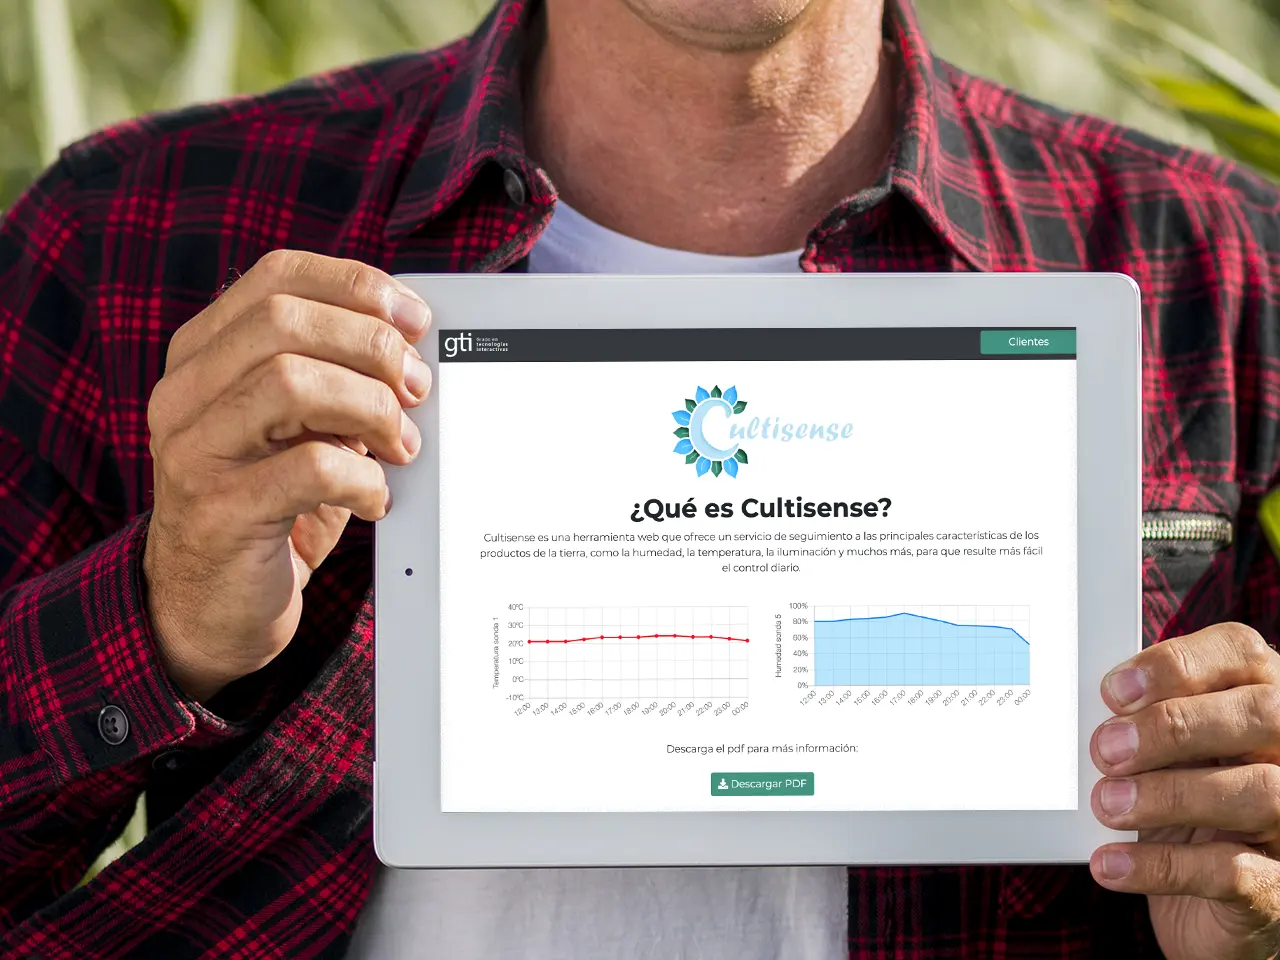 gti
Grado en
tecnologías
interactivas
Clientes
Cultisense
¿Qué es Cultisense?
Cultisense es una herramienta web que ofrece un servicio de seguimiento a las principales características de los
productos de la tierra, como la humedad, la temperatura, la iluminación y muchos más, para que resulte más fácil
el control diario.
Temperatura sonda 1
40ºC
30ºC
20ºC
10ºC
0ºC
-10ºC
12:00 13:00 14:00 15:00 16:00 17:00 18:00 19:00 20:00 21:00 22:00 23:00 00:00
Humedad sonda 5
100%
80%
60%
40%
20%
0%
12:00 13:00 14:00 15:00 16:00 17:00 18:00 19:00 20:00 21:00 22:00 23:00 00:00
Descarga el pdf para más información:
Descargar PDF